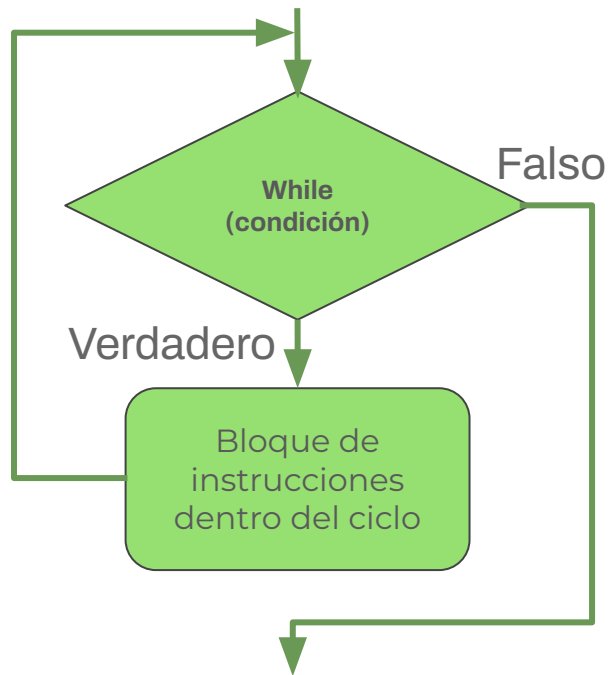 While
(condición)
Falso
Verdadero
Bloque de
instrucciones
dentro del ciclo